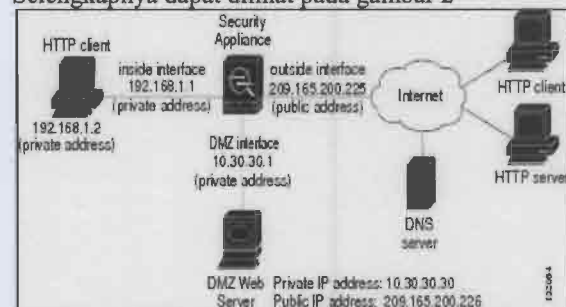 Selengkapnya dapat dilihat pada gambar 2
Security
Appliance
HTTP client
inside interface
192.168.1.1
(private address)
outside interface
209.165.200.225
(public address)
Internet
HTTP client
192.168.1.2
(private address)
DMZ interface
10.30.30.1
(private address)
HTTP server
DNS
server
DMZ Web
Server
Private IP address: 10.30.30.30
Public IP address: 209.165.200.226